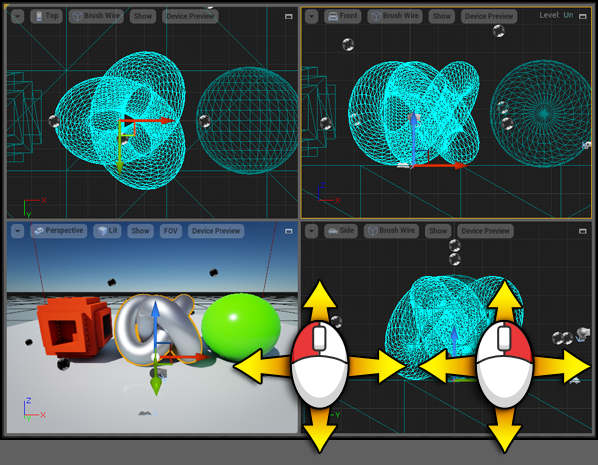 Top Brush Wire Show Device Preview
Front Brush Wire Show Device Preview Level: Un
X
Y
X
Perspective Lit Show FOV Device Preview
Side Brush Wire Show Device Preview
Z
X
Y